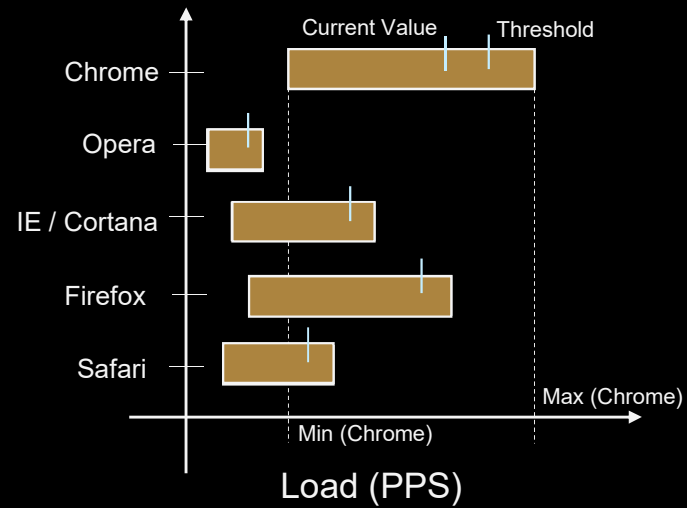 Current Value
Threshold
Chrome
Opera
IE / Cortana
Firefox
Safari
Max (Chrome)
Min (Chrome)
Load (PPS)